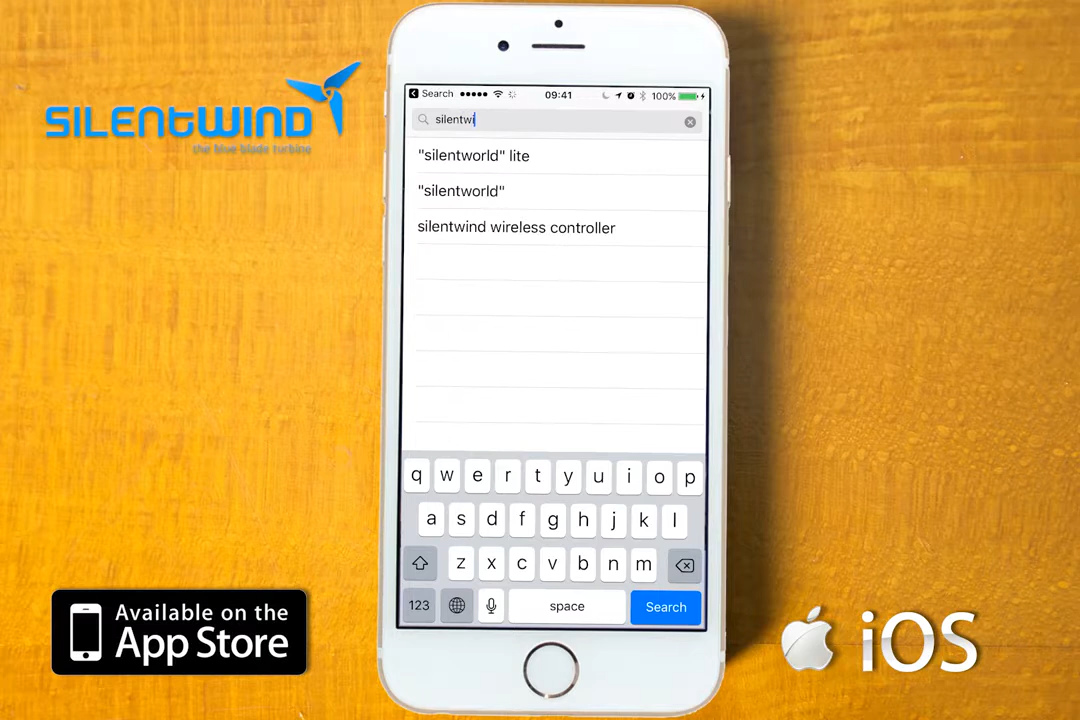 SILENTWIND
the blue blade turbine
Search 09:41 100%
silentwi
"silentworld" lite
"silentworld"
silentwind wireless controller
q w e r t y u i o p
a s d f g h j k l
z x c v b n m
123 space Search
Available on the
App Store
iOS